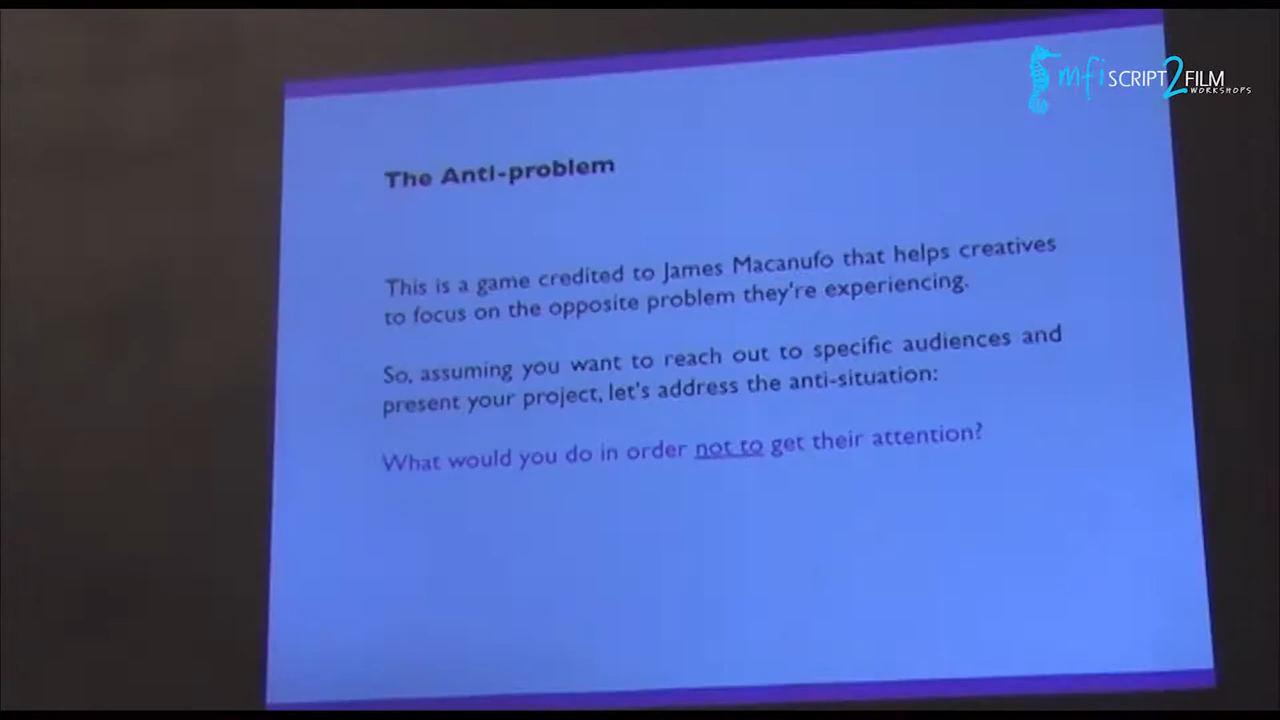 mfi SCRIPT2FILM
WORKSHOPS
The Anti-problem
This is a game credited to James Macanufo that helps creatives
to focus on the opposite problem they're experiencing.
So, assuming you want to reach out to specific audiences and
present your project, let's address the anti-situation:
What would you do in order not to get their attention?